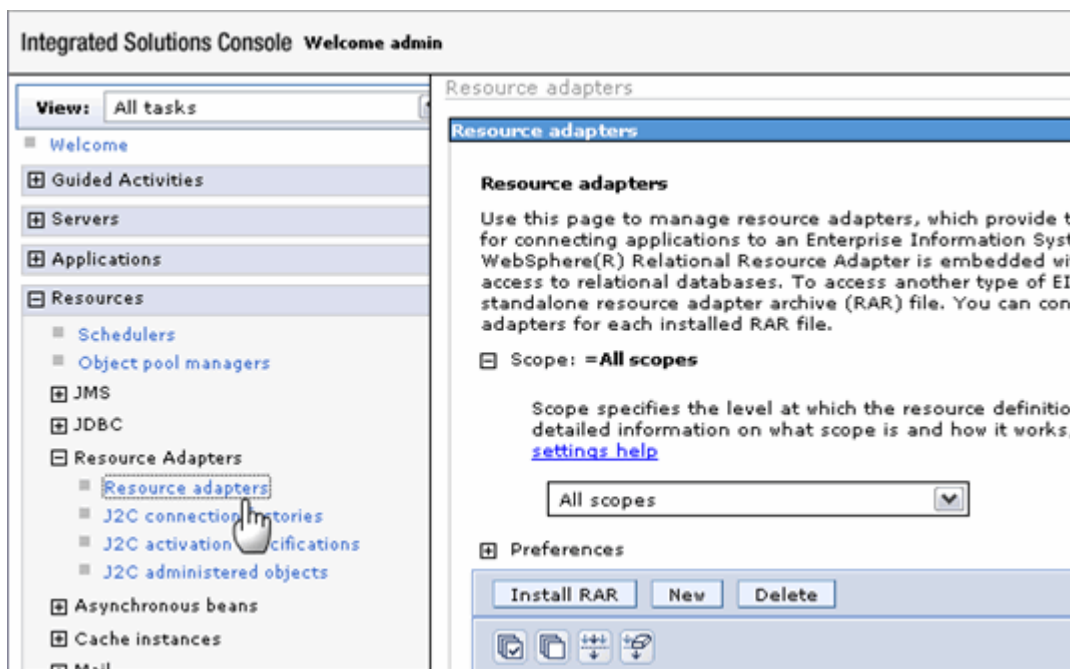 Integrated Solutions Console Welcome admin
View: All tasks
Welcome
Guided Activities
Servers
Applications
Resources
Schedulers
Object pool managers
JMS
JDBC
Resource Adapters
Resource adapters
J2C connection
tories
J2C activation
cifications
J2C administered objects
Asynchronous beans
Cache instances
Mail
Resource adapters
Resource adapters
Resource adapters
Use this page to manage resource adapters, which provide t
for connecting applications to an Enterprise Information Syst
WebSphere(R) Relational Resource Adapter is embedded wi
access to relational databases. To access another type of EI
standalone resource adapter archive (RAR) file. You can con
adapters for each installed RAR file.
Scope: =All scopes
Scope specifies the level at which the resource definitio
detailed information on what scope is and how it works,
settings help
All scopes
Preferences
Install RAR New Delete